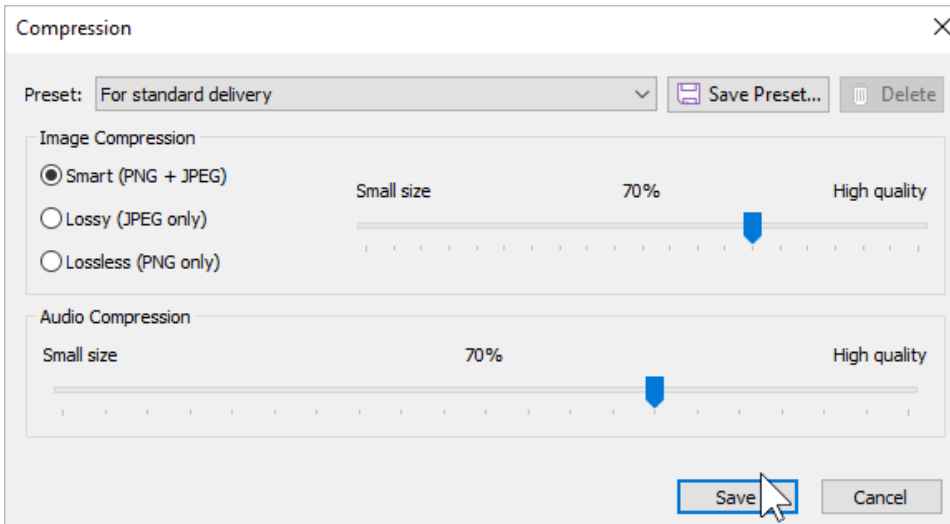 Compression
Preset: For standard delivery Save Preset... Delete
Image Compression
Smart (PNG + JPEG)
Small size 70% High quality
Lossy (JPEG only)
Lossless (PNG only)
Audio Compression
Small size 70% High quality
Save Cancel